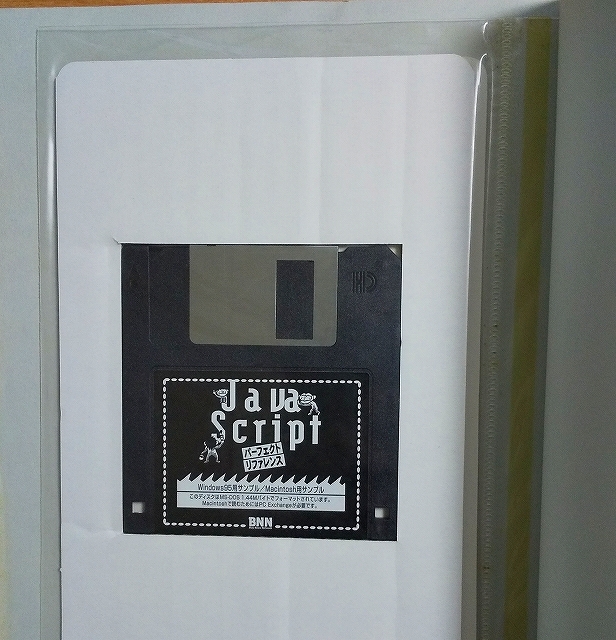 HD
Java
Script
パーフェクト
リファレンス
Windows95用サンプル／Macintosh用サンプル
このディスクはMS-DOS 1.44Mバイトでフォーマットされています。
Macintoshで読むためにはPC Exchangeが必要です。
BNN